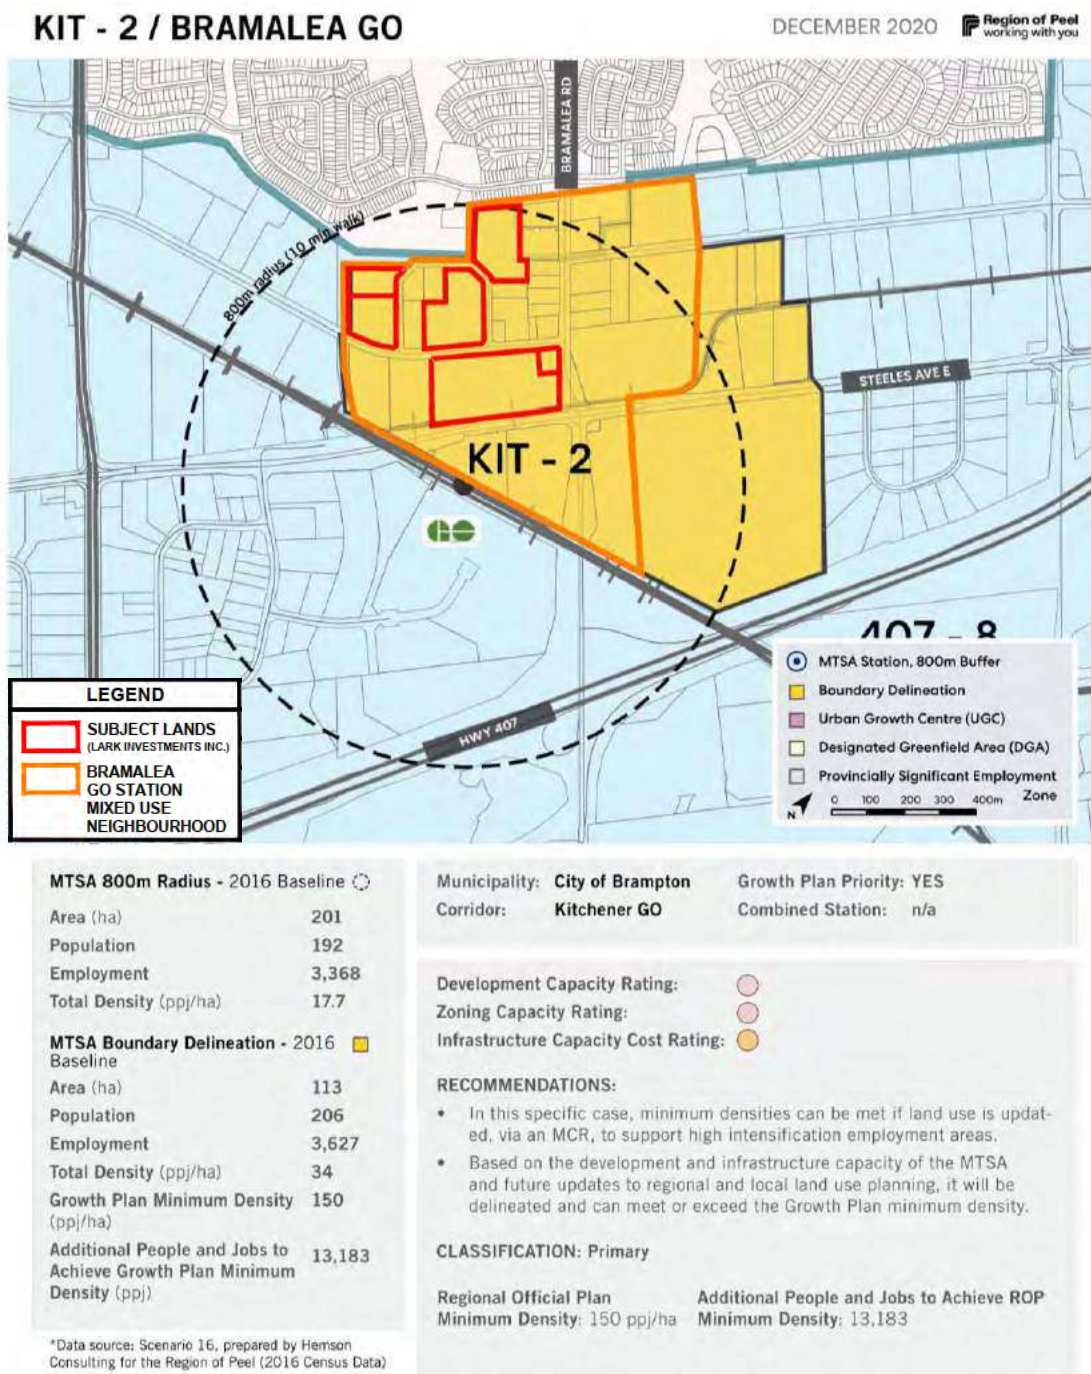 KIT - 2 / BRAMALEA GO
DECEMBER 2020
Region of Peel
working with you
BRAMALEA RD
800m radius (10 min walk)
STEELES AVE E
KIT - 2
GO
407 - 8
HWY 407
MTSA Station, 800m Buffer
Boundary Delineation
Urban Growth Centre (UGC)
Designated Greenfield Area (DGA)
Provincially Significant Employment
Zone
N
0 100 200 300 400m
LEGEND
SUBJECT LANDS
(LARK INVESTMENTS INC.)
BRAMALEA
GO STATION
MIXED USE
NEIGHBOURHOOD
MTSA 800m Radius - 2016 Baseline
Area (ha) 201
Population 192
Employment 3,368
Total Density (ppj/ha) 17.7
MTSA Boundary Delineation - 2016
Baseline
Area (ha) 113
Population 206
Employment 3,627
Total Density (ppj/ha) 34
Growth Plan Minimum Density 150
(ppj/ha)
Additional People and Jobs to 13,183
Achieve Growth Plan Minimum
Density (ppj)
*Data source: Scenario 16, prepared by Hemson
Consulting for the Region of Peel (2016 Census Data)
Municipality: City of Brampton Growth Plan Priority: YES
Corridor: Kitchener GO Combined Station: n/a
Development Capacity Rating:
Zoning Capacity Rating:
Infrastructure Capacity Cost Rating:
RECOMMENDATIONS:
• In this specific case, minimum densities can be met if land use is updat-
ed, via an MCR, to support high intensification employment areas.
• Based on the development and infrastructure capacity of the MTSA
and future updates to regional and local land use planning, it will be
delineated and can meet or exceed the Growth Plan minimum density.
CLASSIFICATION: Primary
Regional Official Plan
Minimum Density: 150 ppj/ha
Additional People and Jobs to Achieve ROP
Minimum Density: 13,183